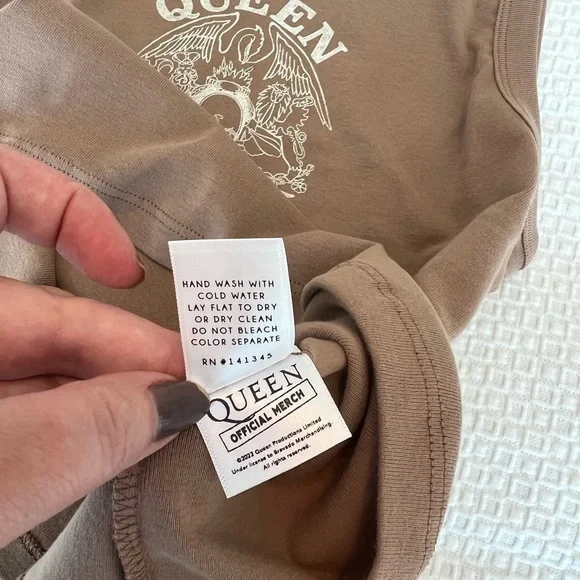 QUEEN
HAND WASH WITH
COLD WATER
LAY FLAT TO DRY
OR DRY CLEAN
DO NOT BLEACH
COLOR SEPARATE
RN #141345
QUEEN
OFFICIAL MERCH
©2022 Queen Productions Limited
Under license to Bravado Merchandising.
All rights reserved.